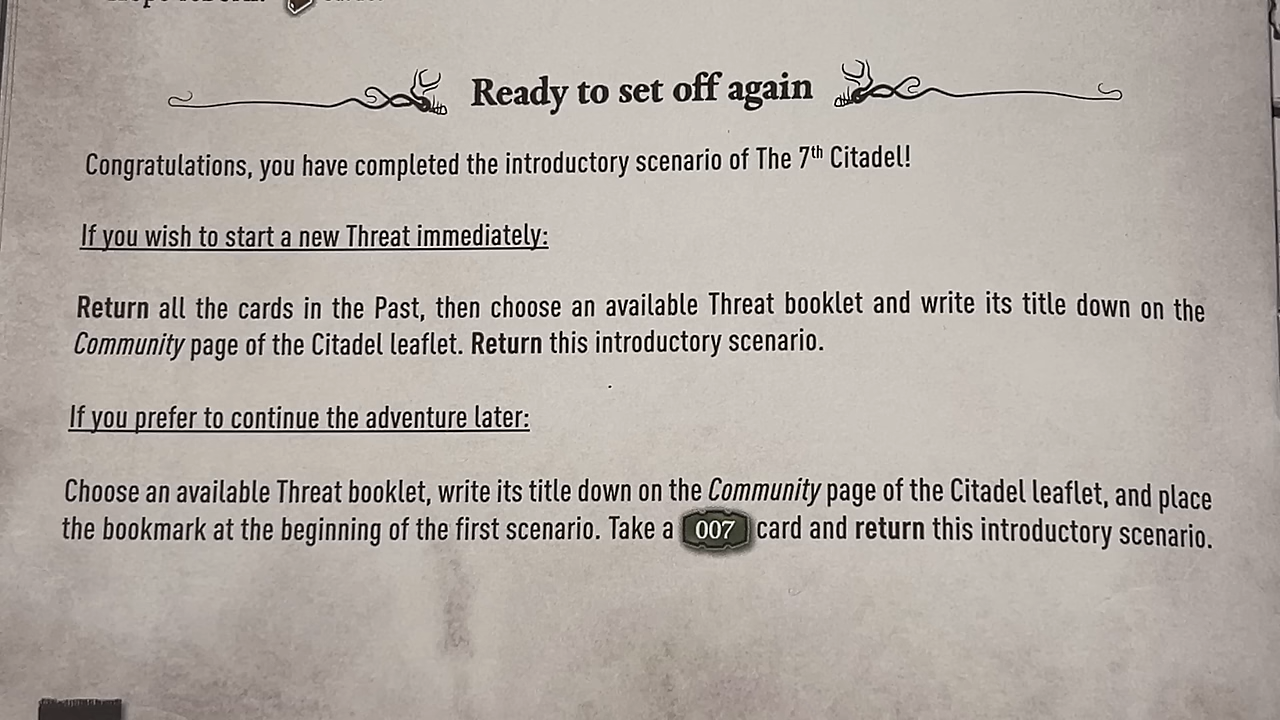 Ready to set off again
Congratulations, you have completed the introductory scenario of The 7th Citadel!
If you wish to start a new Threat immediately:
Return all the cards in the Past, then choose an available Threat booklet and write its title down on the
Community page of the Citadel leaflet. Return this introductory scenario.
If you prefer to continue the adventure later:
Choose an available Threat booklet, write its title down on the Community page of the Citadel leaflet, and place
the bookmark at the beginning of the first scenario. Take a 007 card and return this introductory scenario.